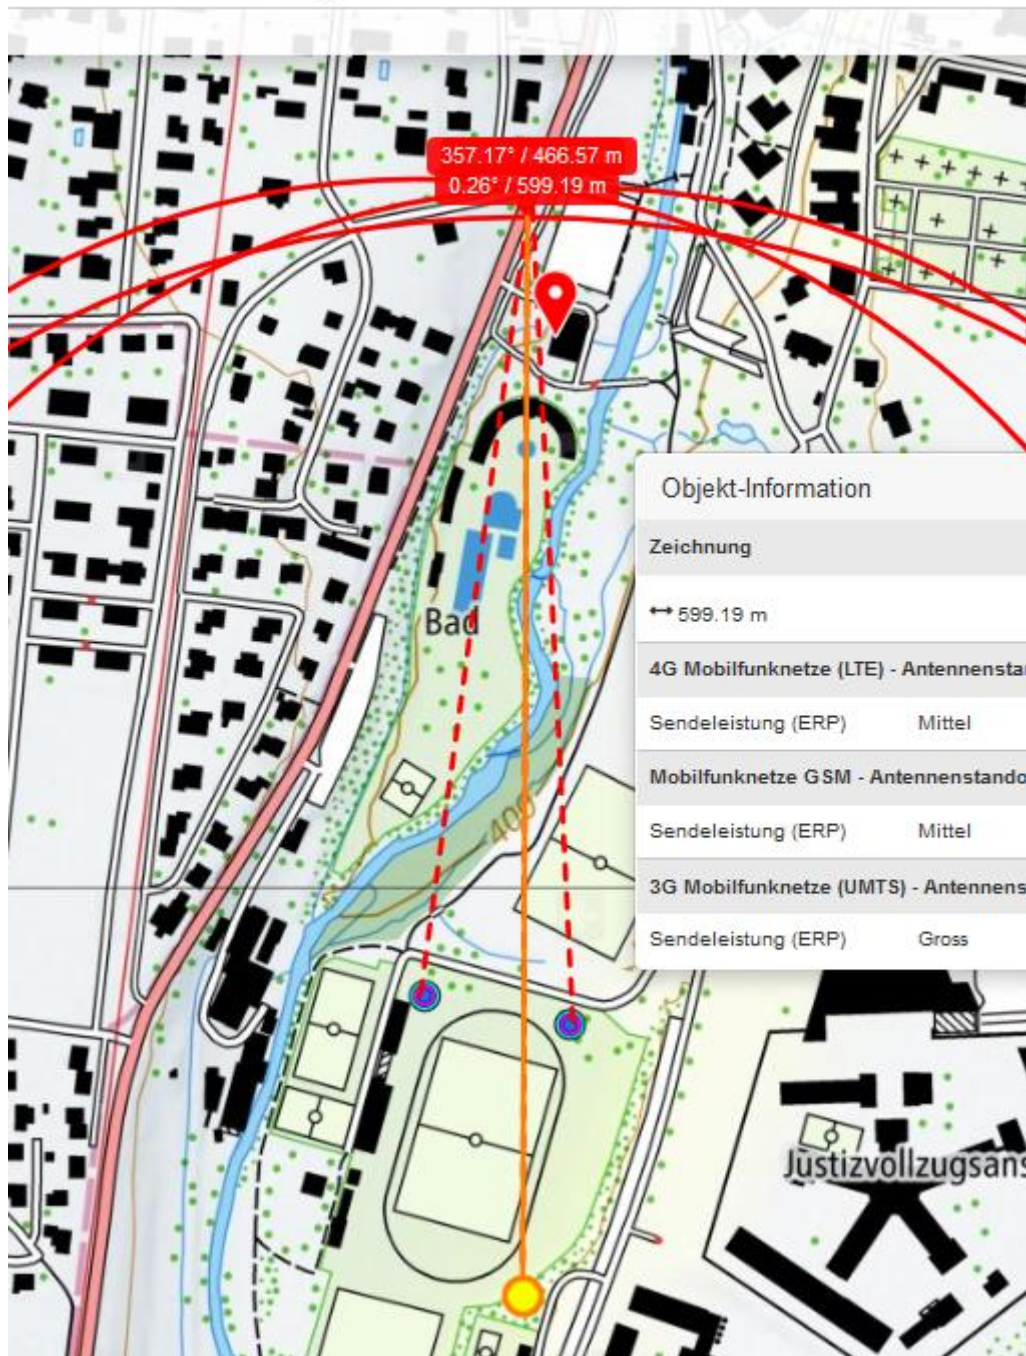 357.17° / 466.57 m
0.26° / 599.19 m
Objekt-Information
Zeichnung
599.19 m
Bad
4G Mobilfunknetze (LTE) - Antennensta
Sendeleistung (ERP) Mittel
Mobilfunknetze GSM - Antennenstando
Sendeleistung (ERP) Mittel
400
3G Mobilfunknetze (UMTS) - Antennens
Sendeleistung (ERP) Gross
Justizvollzugsans